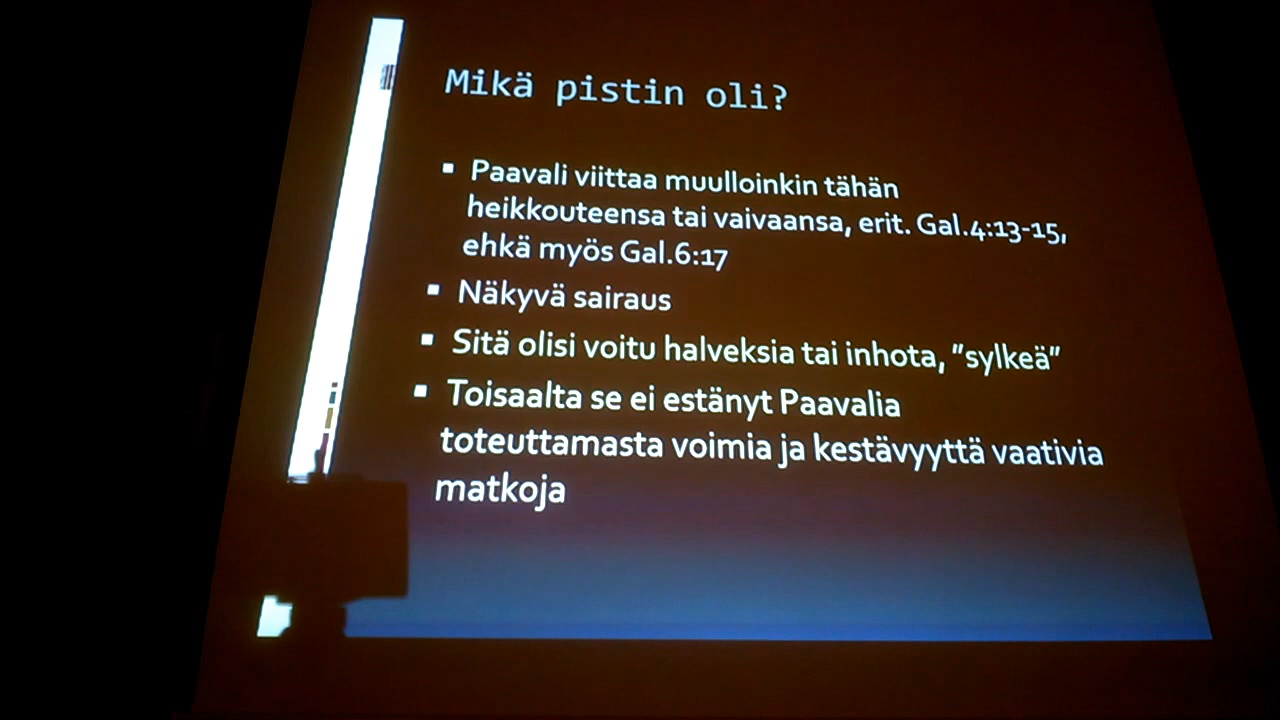 Mikä pistin oli?
▪ Paavali viittaa muulloinkin tähän
heikkouteensa tai vaivaansa, erit. Gal.4:13-15,
ehkä myös Gal.6:17
▪ Näkyvä sairaus
▪ Sitä olisi voitu halveksia tai inhota, "sylkeä"
▪ Toisaalta se ei estänyt Paavalia
toteuttamasta voimia ja kestävyyttä vaativia
matkoja